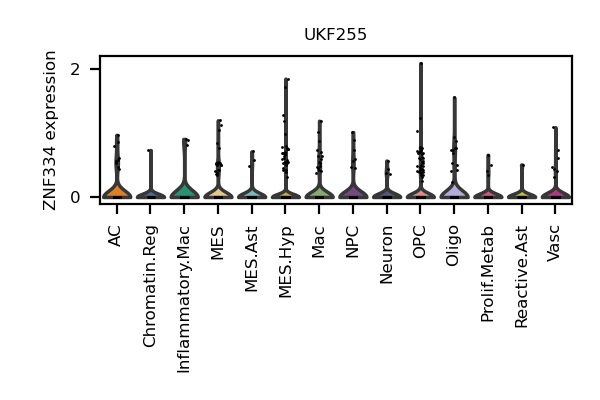 UKF255
ZNF334 expression
2
0
AC
Chromatin.Reg
Inflammatory.Mac
MES
MES.Ast
MES.Hyp
Mac
NPC
Neuron
OPC
Oligo
Prolif.Metab
Reactive.Ast
Vasc